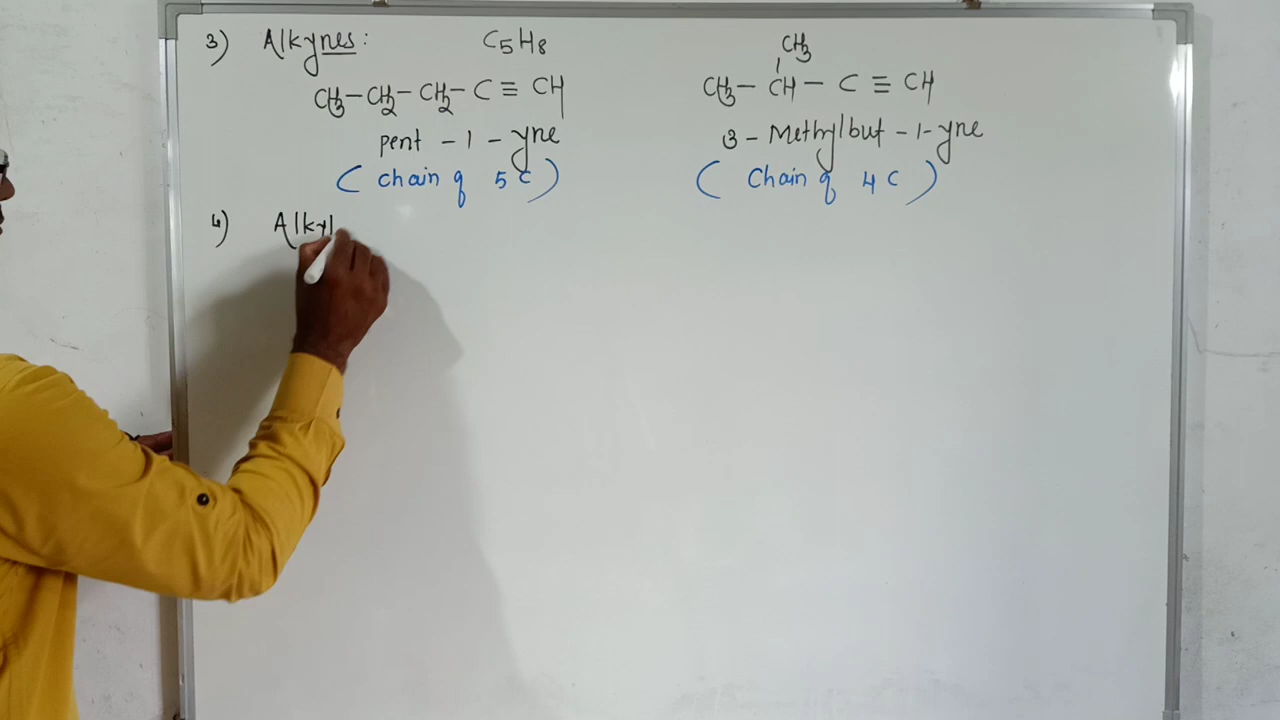 3) Alkynes: C5H8
CH3
CH3-CH2-CH2-C≡CH CH3-CH-C≡CH
pent-1-yne 3-Methylbut-1-yne
(Chain of 5 C) (Chain of 4 C)
4) Alkyl